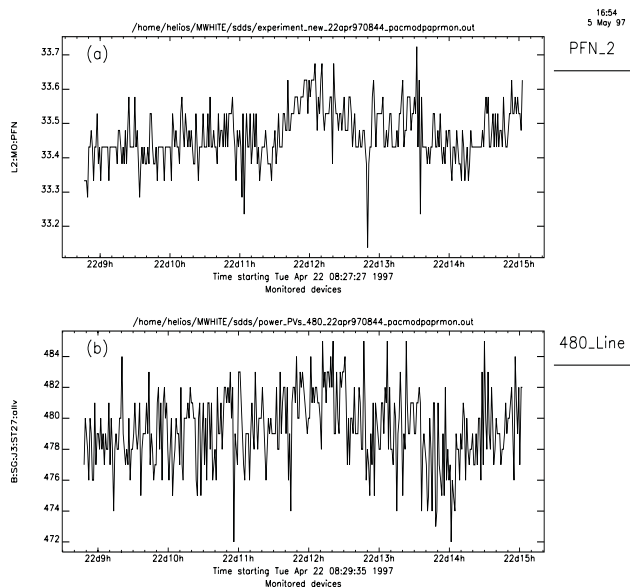 16:54
5 May 97
/home/helios/MWHITE/sdds/experiment_new_22apr970844_pacmodpaprmon.out
PFN_2
(a)
33.7
33.6
33.5
33.4
33.3
33.2
L2:MO:PFN
22d9h 22d10h 22d11h 22d12h 22d13h 22d14h 22d15h
Time starting Tue Apr 22 08:27:27 1997
Monitored devices
/home/helios/MWHITE/sdds/power_PVs_480_22apr970844_pacmodpaprmon.out
480_Line
(b)
484
482
480
478
476
474
472
22d9h 22d10h 22d11h 22d12h 22d13h 22d14h 22d15h
Time starting Tue Apr 22 08:29:35 1997
Monitored devices